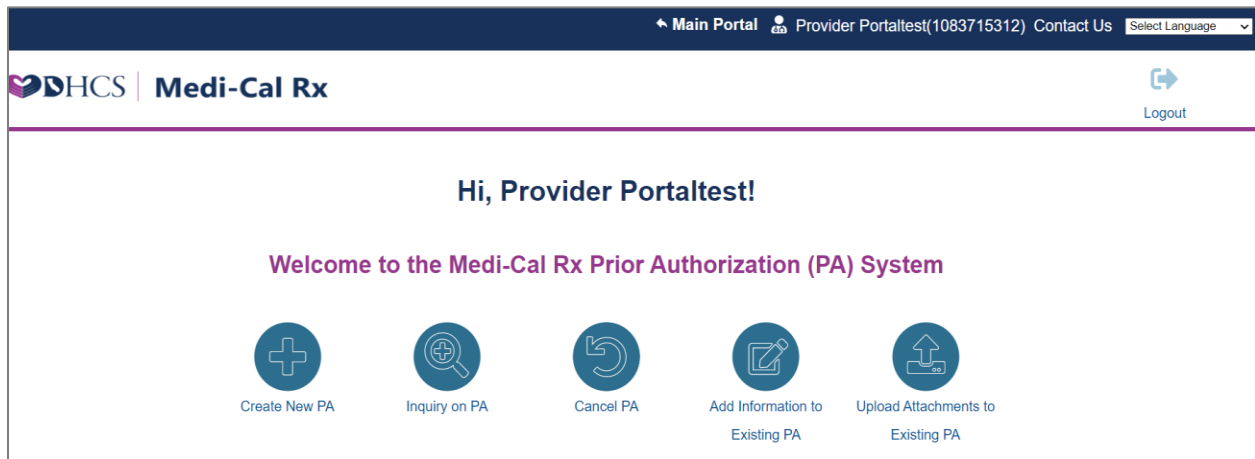 Main Portal Provider Portaltest(1083715312) Contact Us Select Language
DHCS Medi-Cal Rx
Logout
Hi, Provider Portaltest!
Welcome to the Medi-Cal Rx Prior Authorization (PA) System
Create New PA Inquiry on PA Cancel PA Add Information to Existing PA Upload Attachments to Existing PA